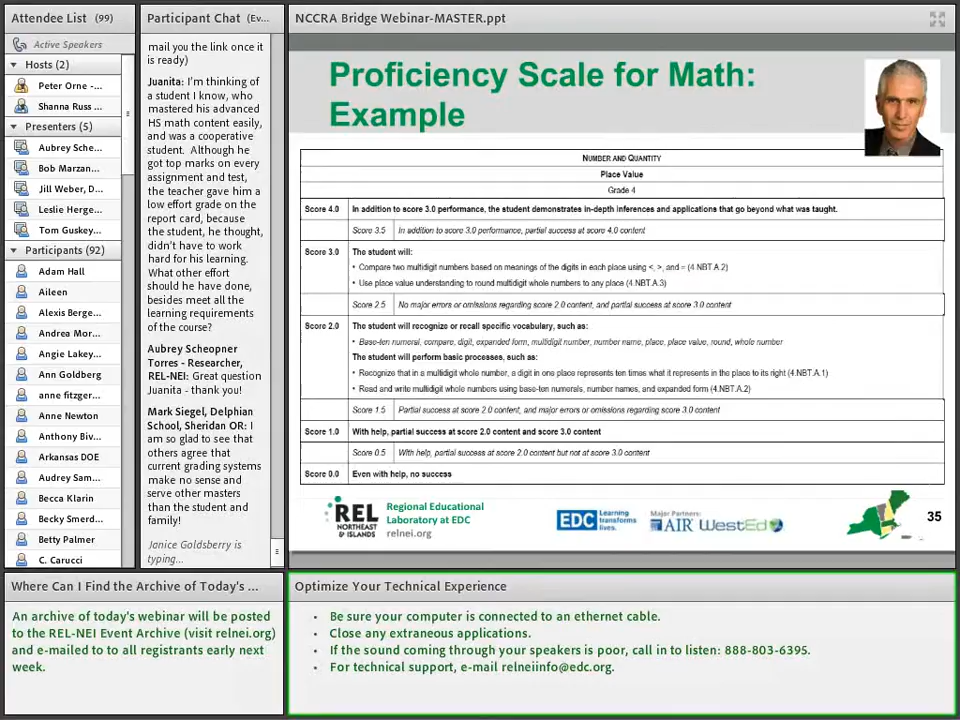 Attendee List (99)
Active Speakers
Hosts (2)
Peter Orne -...
Shanna Russ ...
Presenters (5)
Aubrey Sche...
Bob Marzan...
Jill Weber, D...
Leslie Herge...
Tom Guskey...
Participants (92)
Adam Hall
Aileen
Alexis Berge...
Andrea Mor...
Angie Lakey...
Ann Goldberg
anne fitzger...
Anne Newton
Anthony Biv...
Arkansas DOE
Audrey Sam...
Becca Klarin
Becky Smerd...
Betty Palmer
C. Carucci
Participant Chat (Ev...
mail you the link once it
is ready)
Juanita: I'm thinking of
a student I know, who
mastered his advanced
HS math content easily,
and was a cooperative
student. Although he
got top marks on every
assignment and test,
the teacher gave him a
low effort grade on the
report card, because
the student, he thought,
didn't have to work
hard for his learning.
What other effort
should he have done,
besides meet all the
learning requirements
of the course?
Aubrey Scheopner
Torres - Researcher,
REL-NEI: Great question
Juanita - thank you!
Mark Siegel, Delphian
School, Sheridan OR: I
am so glad to see that
others agree that
current grading systems
make no sense and
serve other masters
than the student and
family!
Janice Goldsberry is
typing...
NCCRA Bridge Webinar-MASTER.ppt
Proficiency Scale for Math:
Example
NUMBER AND QUANTITY
Place Value
Grade 4
Score 4.0 In addition to score 3.0 performance, the student demonstrates in-depth inferences and applications that go beyond what was taught.
Score 3.5 In addition to score 3.0 performance, partial success at score 4.0 content
Score 3.0 The student will:
• Compare two multidigit numbers based on meanings of the digits in each place using <, >, and = (4.NBT.A.2)
• Use place value understanding to round multidigit whole numbers to any place (4.NBT.A.3)
Score 2.5 No major errors or omissions regarding score 2.0 content, and partial success at score 3.0 content
Score 2.0 The student will recognize or recall specific vocabulary, such as:
• Base-ten numeral, compare, digit, expanded form, multidigit number, number name, place, place value, round, whole number
The student will perform basic processes, such as:
• Recognize that in a multidigit whole number, a digit in one place represents ten times what it represents in the place to its right (4.NBT.A.1)
• Read and write multidigit whole numbers using base-ten numerals, number names, and expanded form (4.NBT.A.2)
Score 1.5 Partial success at score 2.0 content, and major errors or omissions regarding score 3.0 content
Score 1.0 With help, partial success at score 2.0 content and score 3.0 content
Score 0.5 With help, partial success at score 2.0 content but not at score 3.0 content
Score 0.0 Even with help, no success
REL
NORTHEAST
& ISLANDS
Regional Educational
Laboratory at EDC
relnei.org
EDC Learning
transforms
lives.
Major Partners:
AIR WestEd
35
Where Can I Find the Archive of Today's ...
An archive of today's webinar will be posted
to the REL-NEI Event Archive (visit relnei.org)
and e-mailed to to all registrants early next
week.
Optimize Your Technical Experience
• Be sure your computer is connected to an ethernet cable.
• Close any extraneous applications.
• If the sound coming through your speakers is poor, call in to listen: 888-803-6395.
• For technical support, e-mail relneiinfo@edc.org.